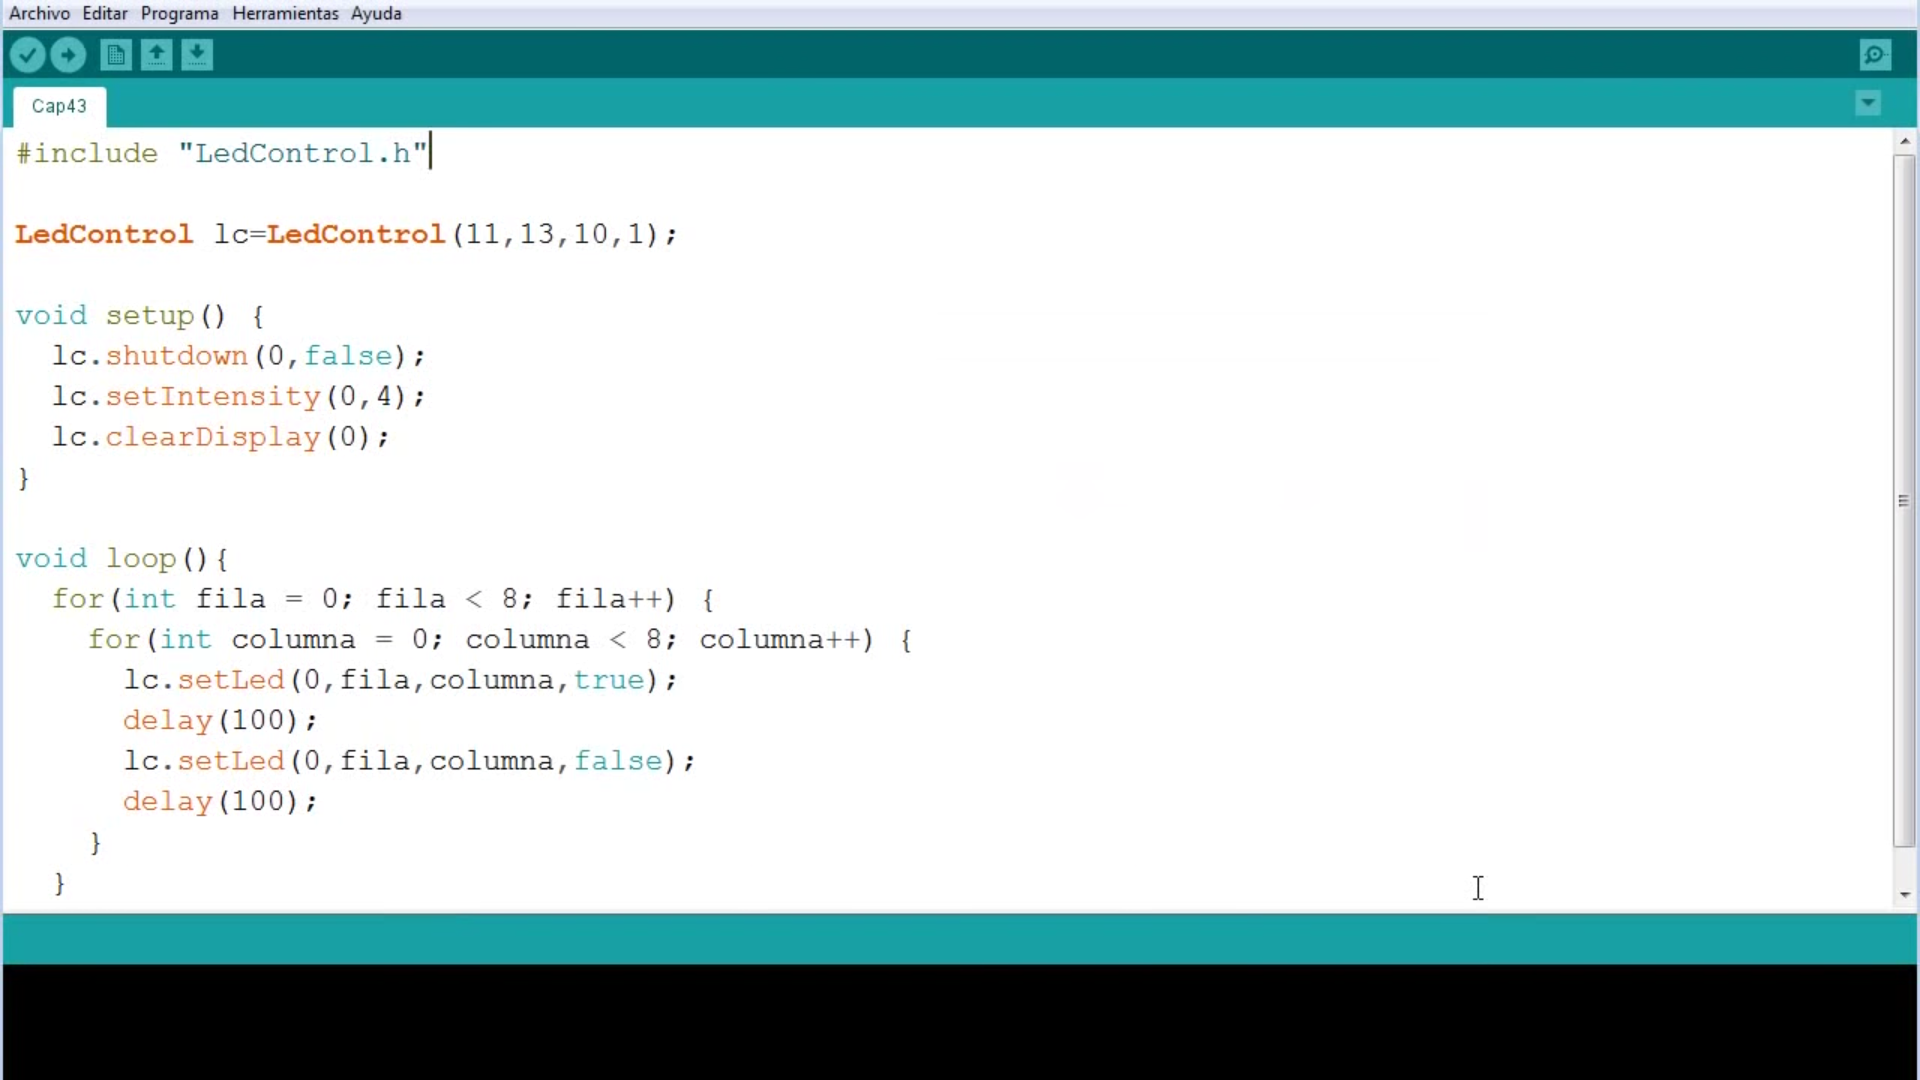 Archivo Editar Programa Herramientas Ayuda
Cap43
#include "LedControl.h"
LedControl lc=LedControl(11,13,10,1);
void setup() {
lc.shutdown(0,false);
lc.setIntensity(0,4);
lc.clearDisplay(0);
}
void loop(){
for(int fila = 0; fila < 8; fila++) {
for(int columna = 0; columna < 8; columna++) {
lc.setLed(0,fila,columna,true);
delay(100);
lc.setLed(0,fila,columna,false);
delay(100);
}
}